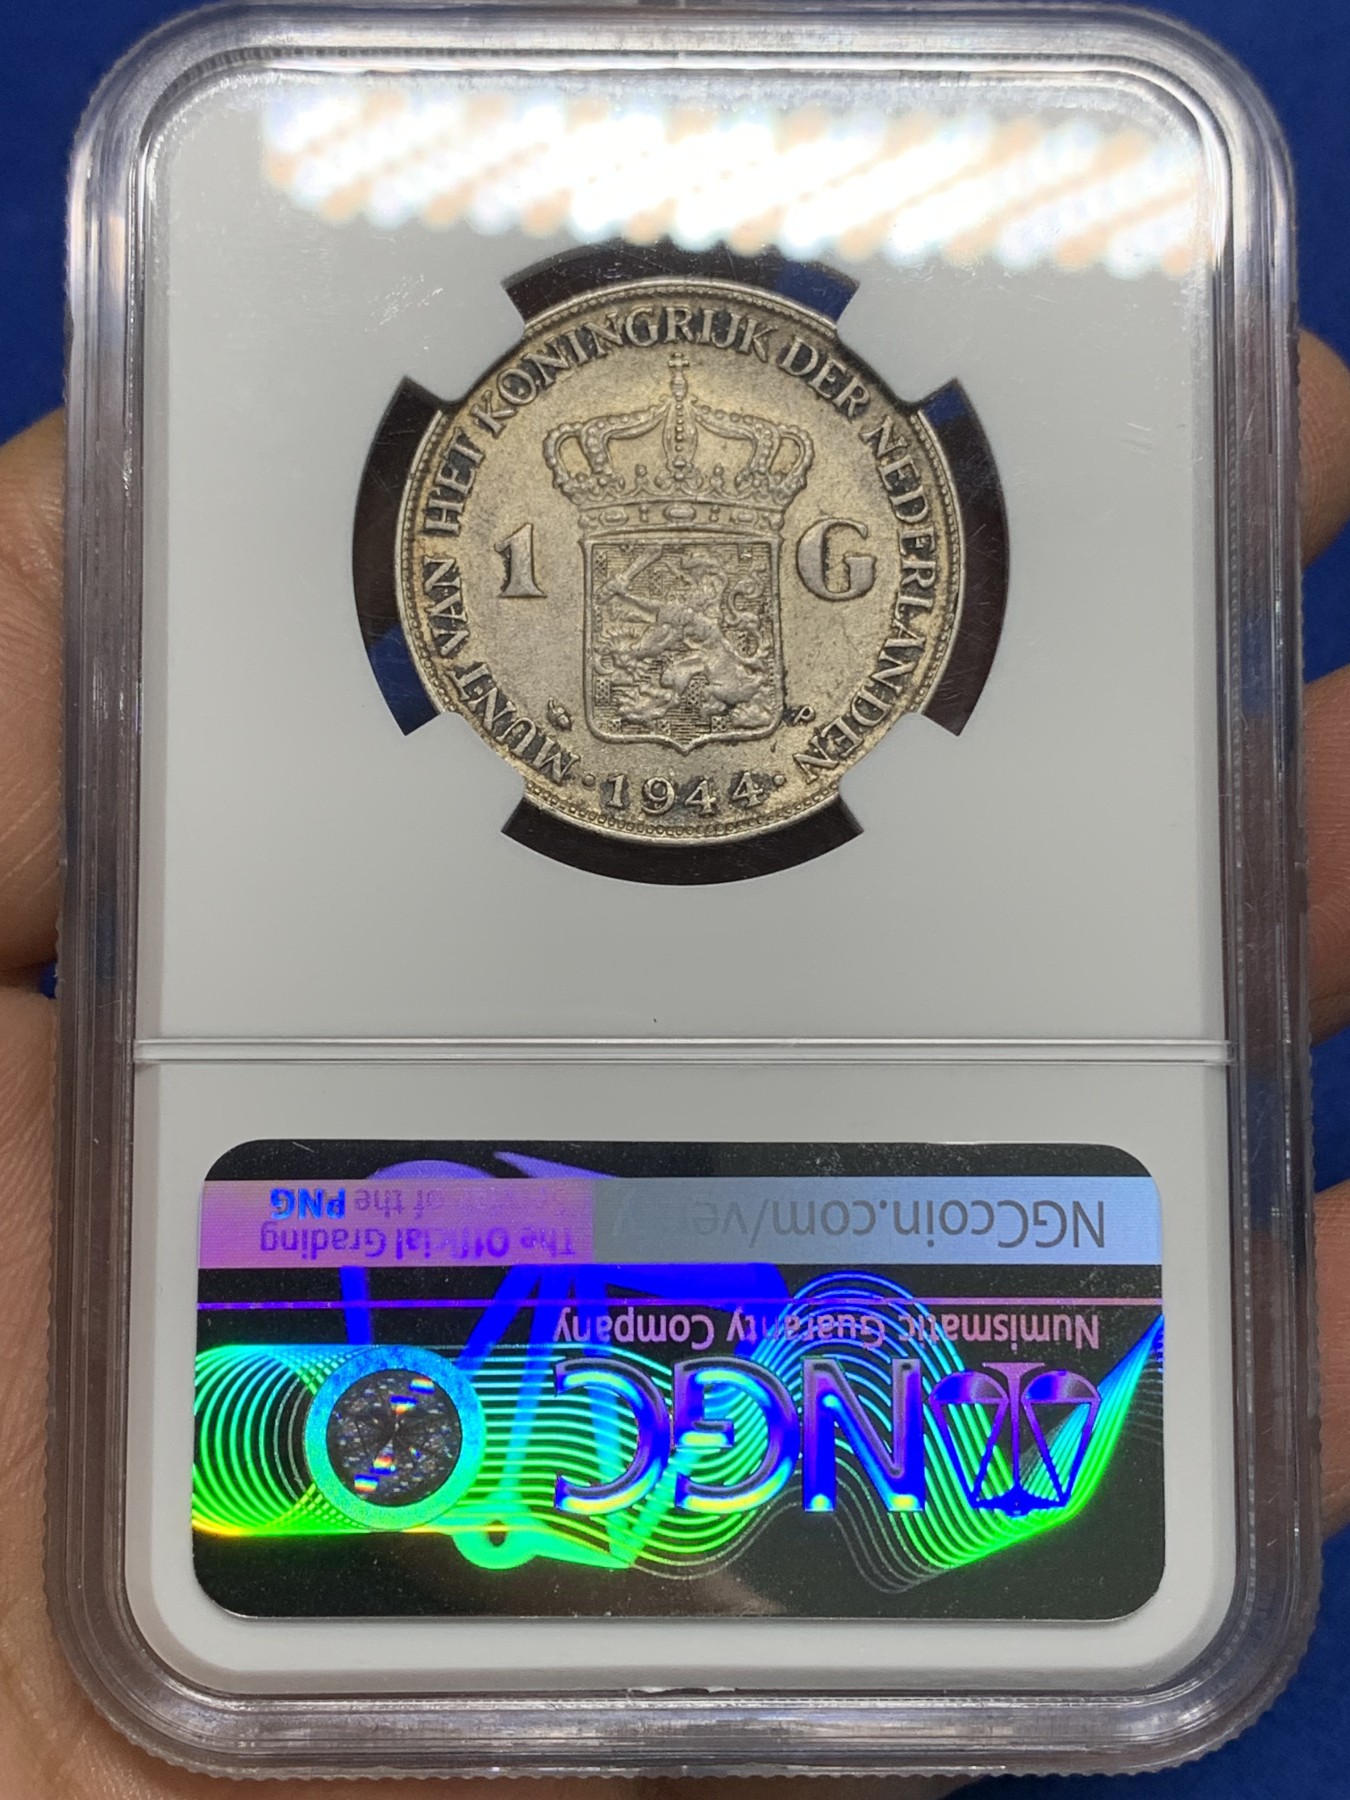 MUNT VAN HET KONINGRIJK DER NEDERLANDEN
1 G
P
· 1944 ·
NGC
Numismatic Guaranty Company
NGCcoin.com/ve
The Official Grading
of the PNG